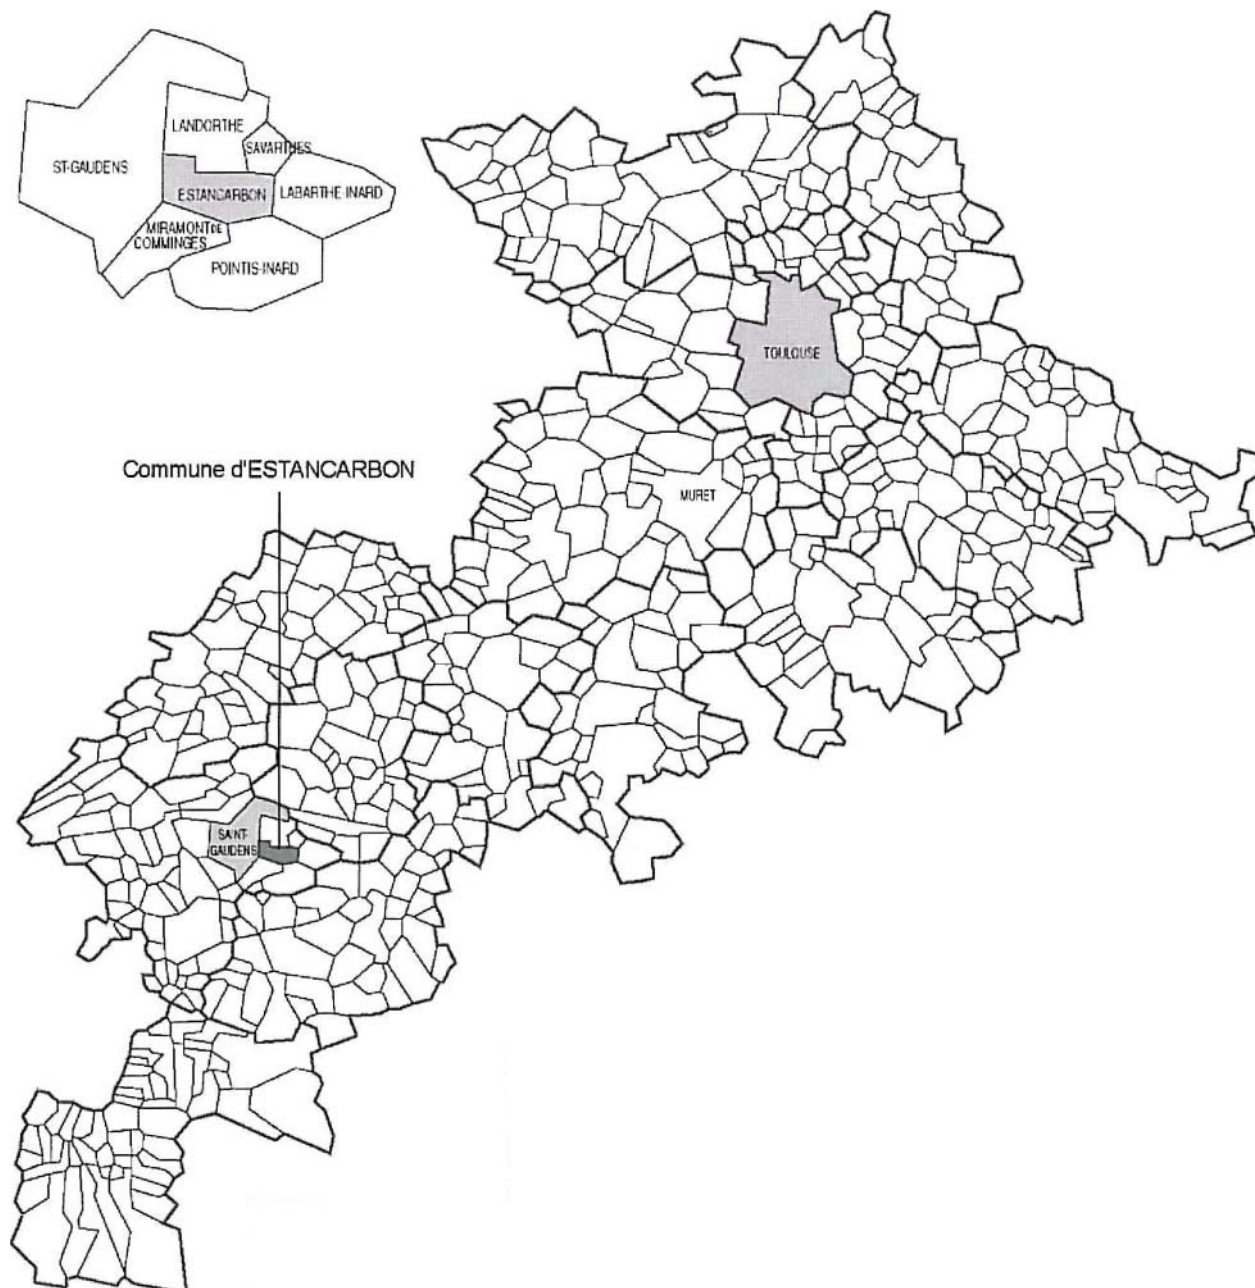 LANDORTHE
SAVARTHES
ST-GAUDENS
ESTANCARBON
LABARTHE-INARD
MIRAMONT DE
COMMINGES
POINTIS-INARD
TOULOUSE
Commune d'ESTANCARBON
MURET
SAINT-
GAUDENS